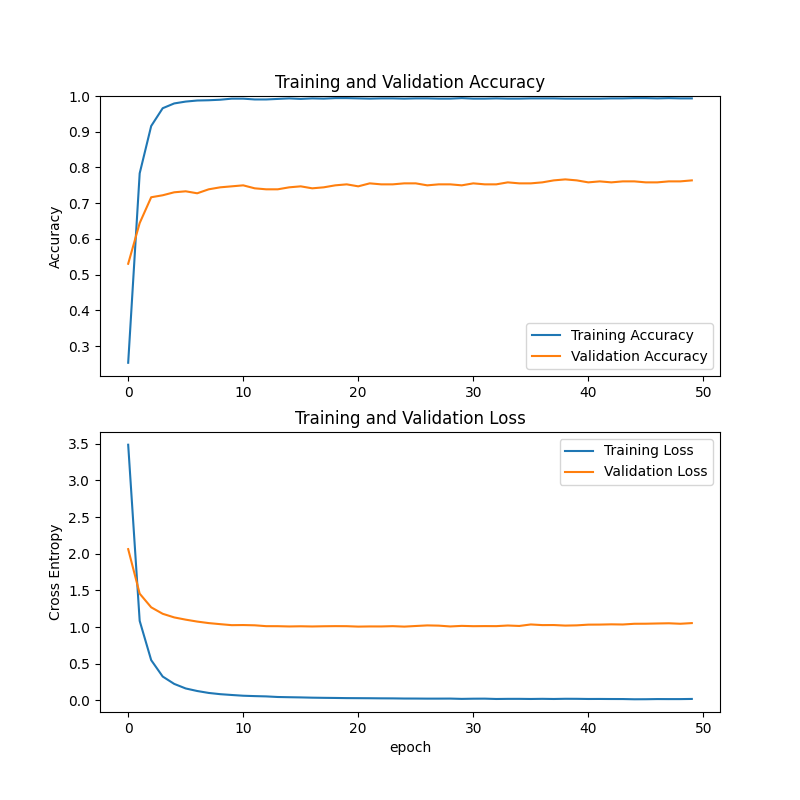 Training and Validation Accuracy
Accuracy
1.0
0.9
0.8
0.7
0.6
0.5
0.4
0.3
Training Accuracy
Validation Accuracy
0 10 20 30 40 50
Training and Validation Loss
Cross Entropy
3.5
3.0
2.5
2.0
1.5
1.0
0.5
0.0
Training Loss
Validation Loss
0 10 20 30 40 50
epoch